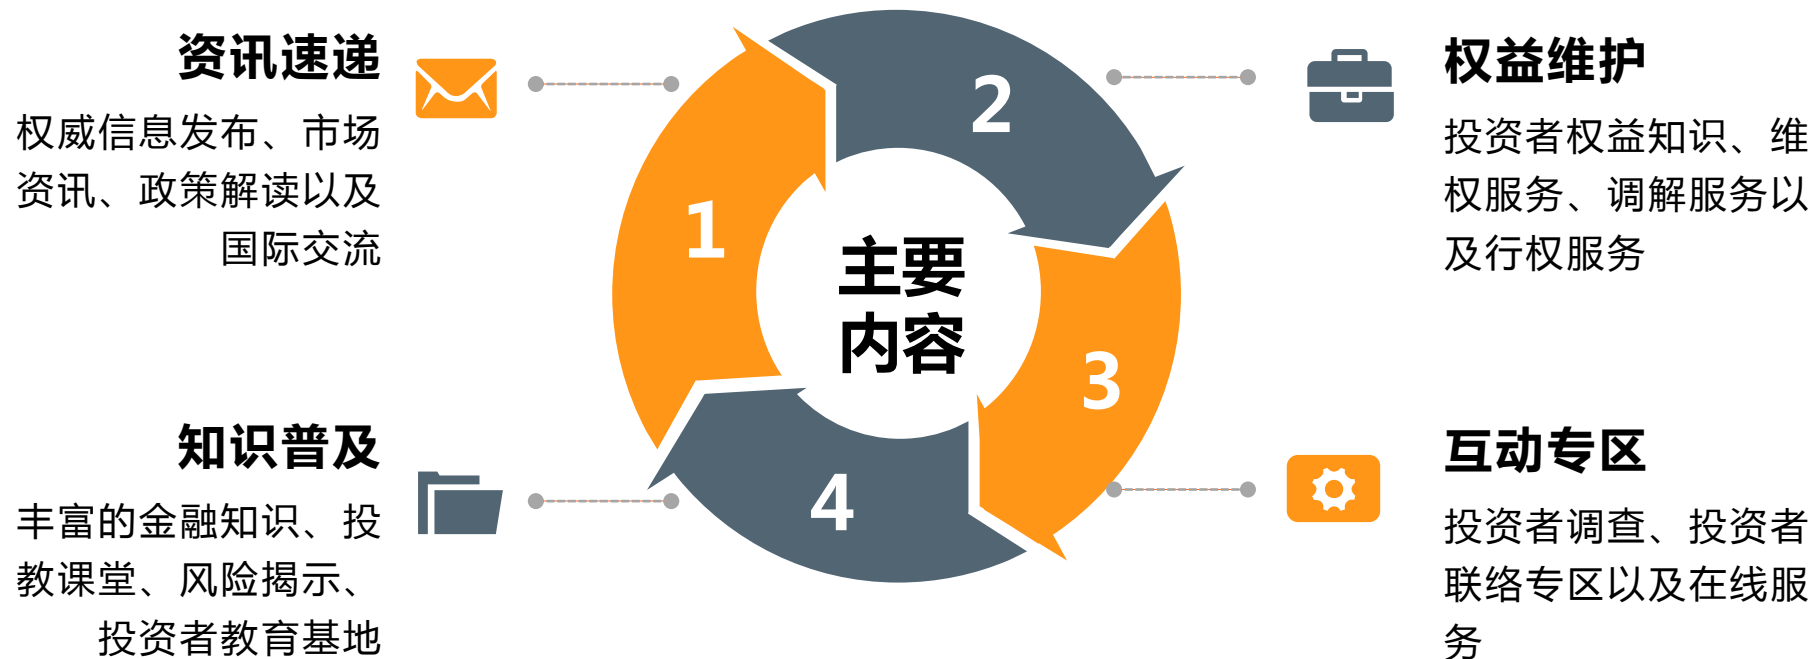 资讯速递
权威信息发布、市场
资讯、政策解读以及
国际交流
1
2
权益维护
投资者权益知识、维
权服务、调解服务以
及行权服务
主要
内容
知识普及
丰富的金融知识、投
教课堂、风险揭示、
投资者教育基地
4
3
互动专区
投资者调查、投资者
联络专区以及在线服
务